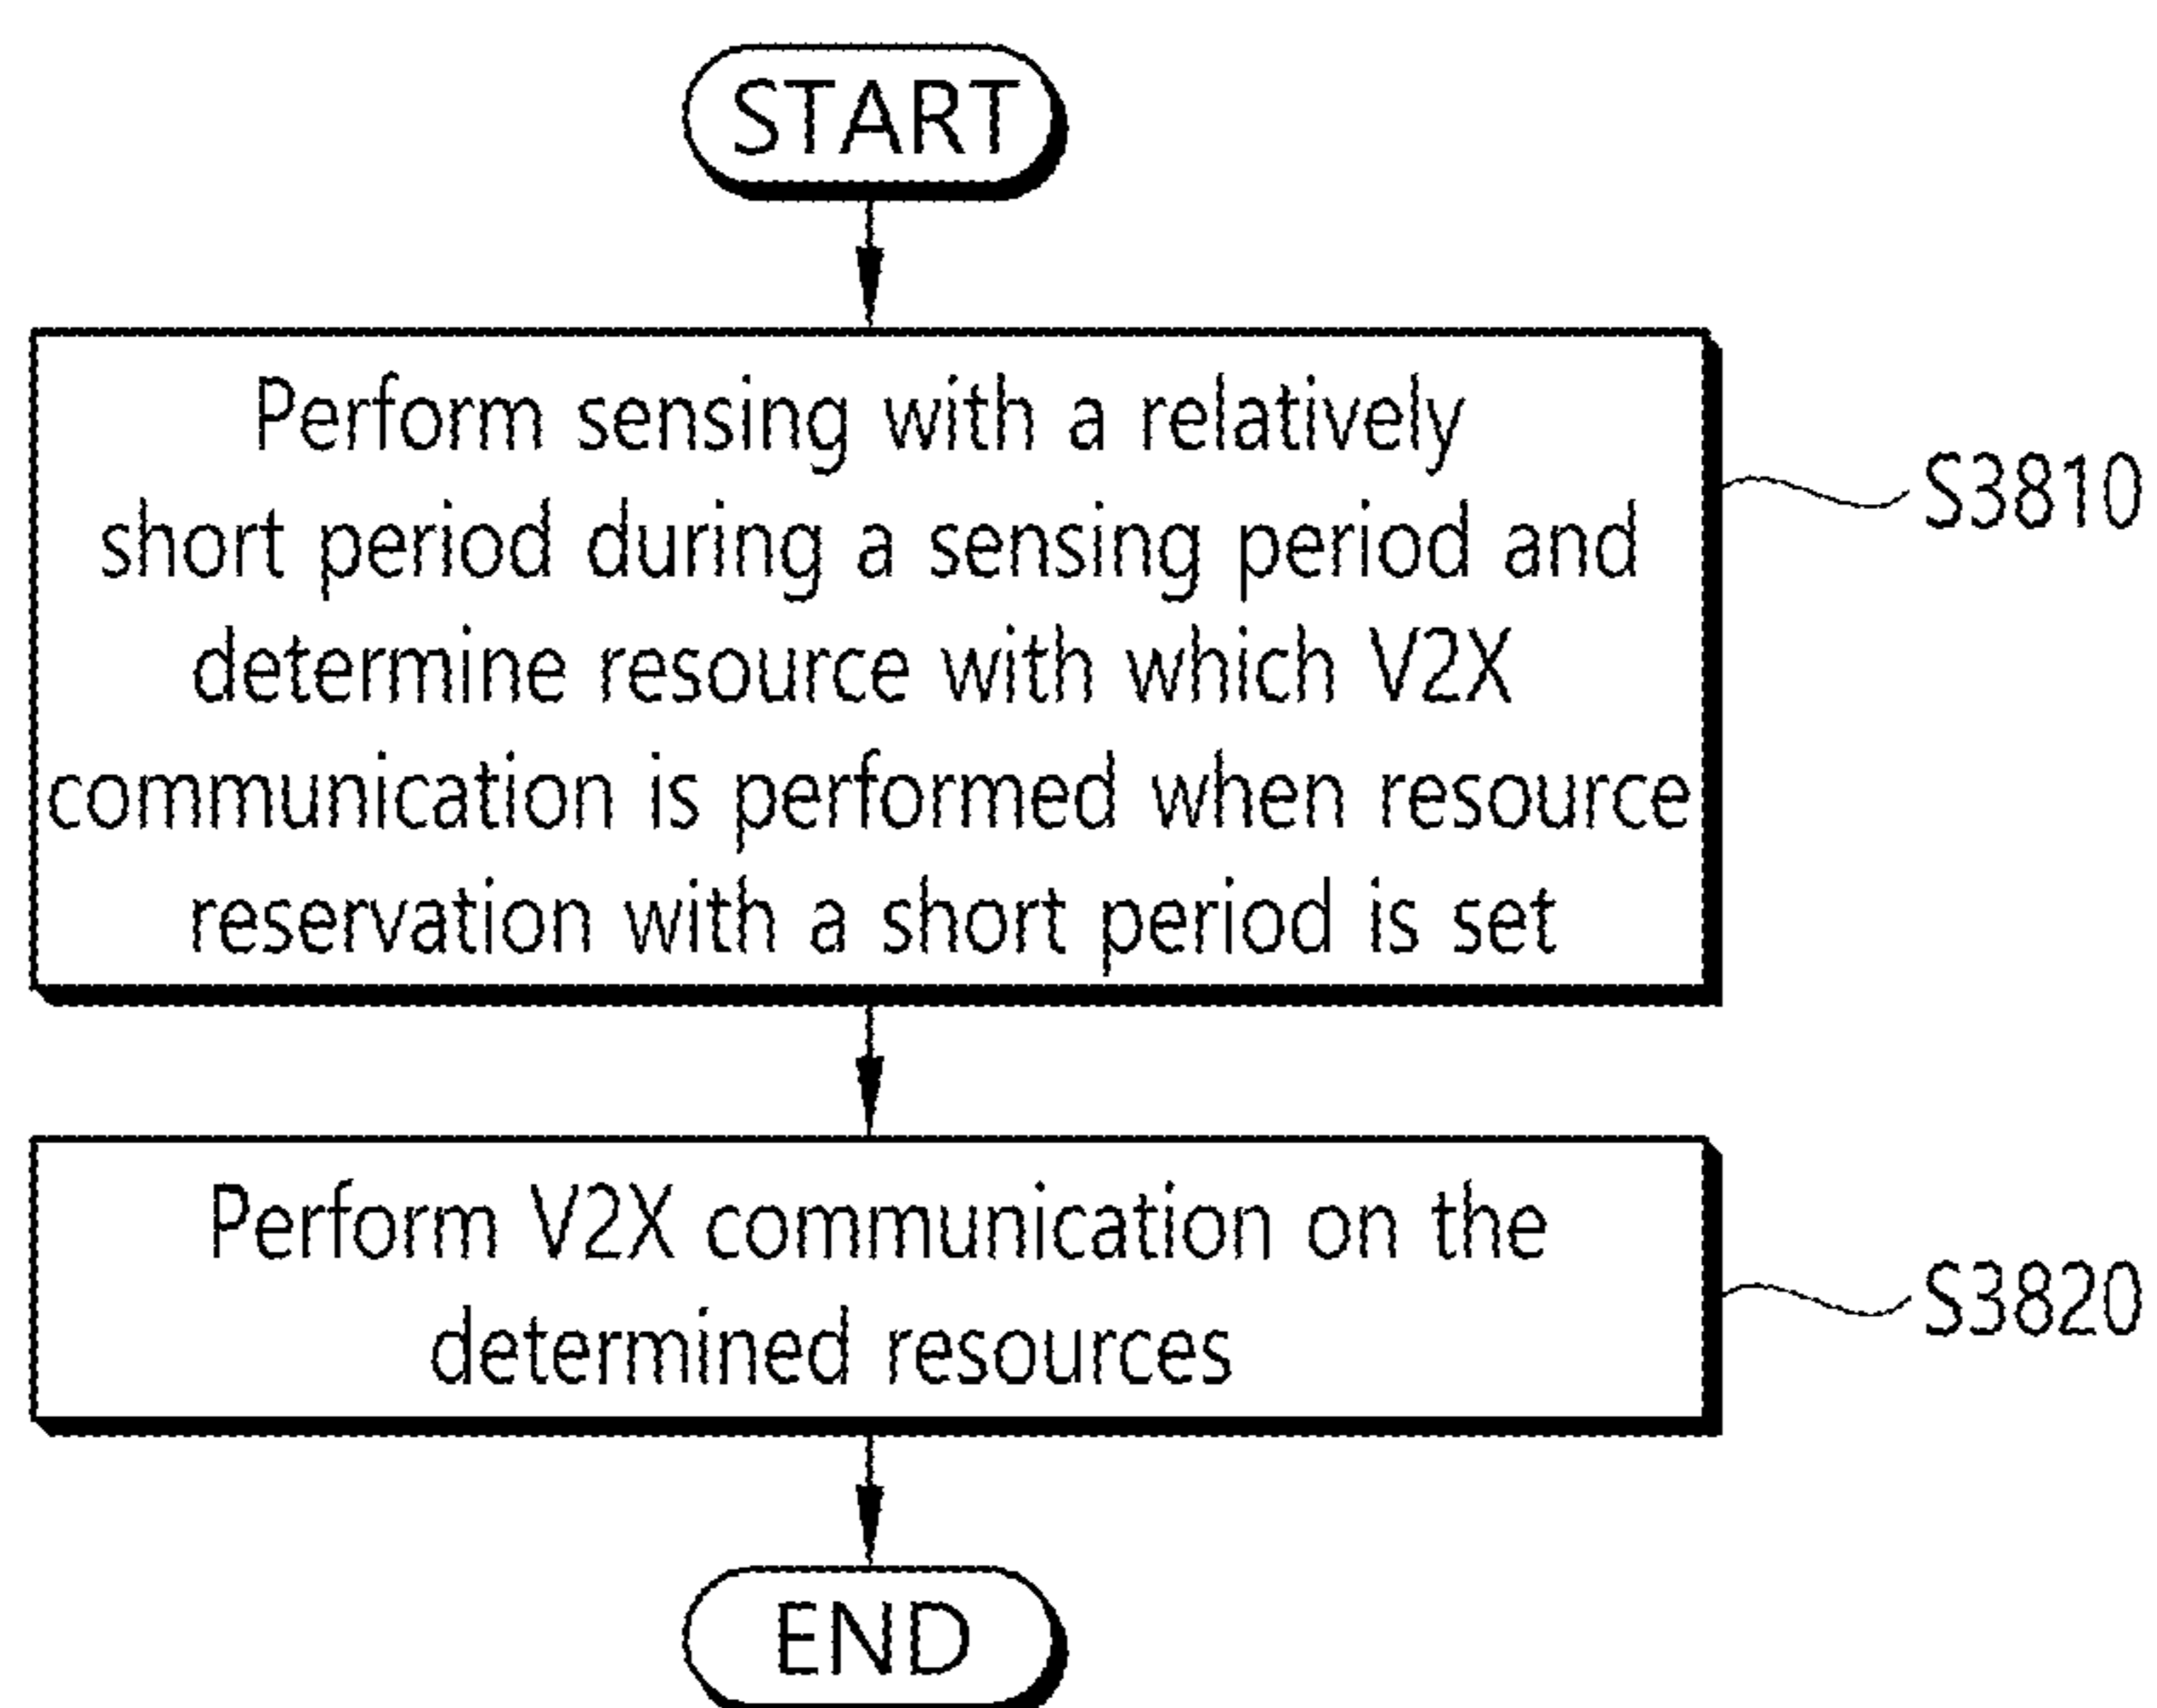 START
Perform sensing with a relatively
short period during a sensing period and
determine resource with which V2X
communication is performed when resource
reservation with a short period is set
S3810
Perform V2X communication on the
determined resources
S3820
END